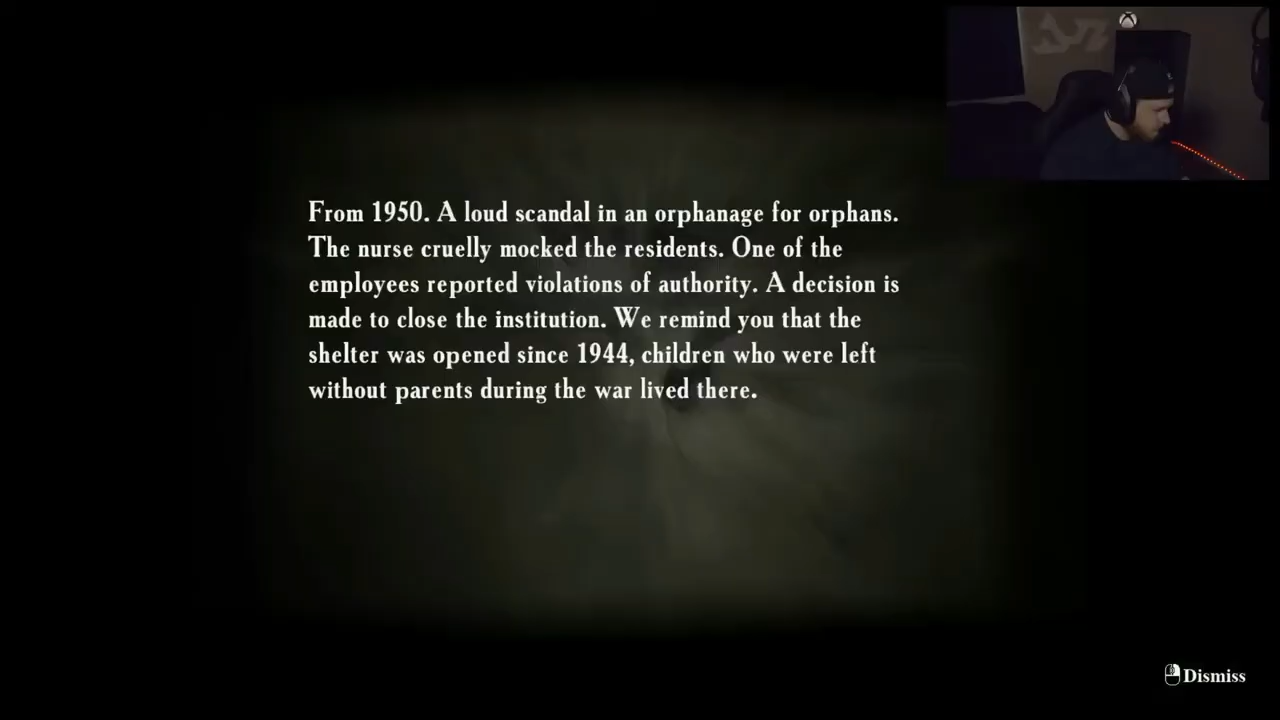 From 1950. A loud scandal in an orphanage for orphans.
The nurse cruelly mocked the residents. One of the
employees reported violations of authority. A decision is
made to close the institution. We remind you that the
shelter was opened since 1944, children who were left
without parents during the war lived there.
Dismiss